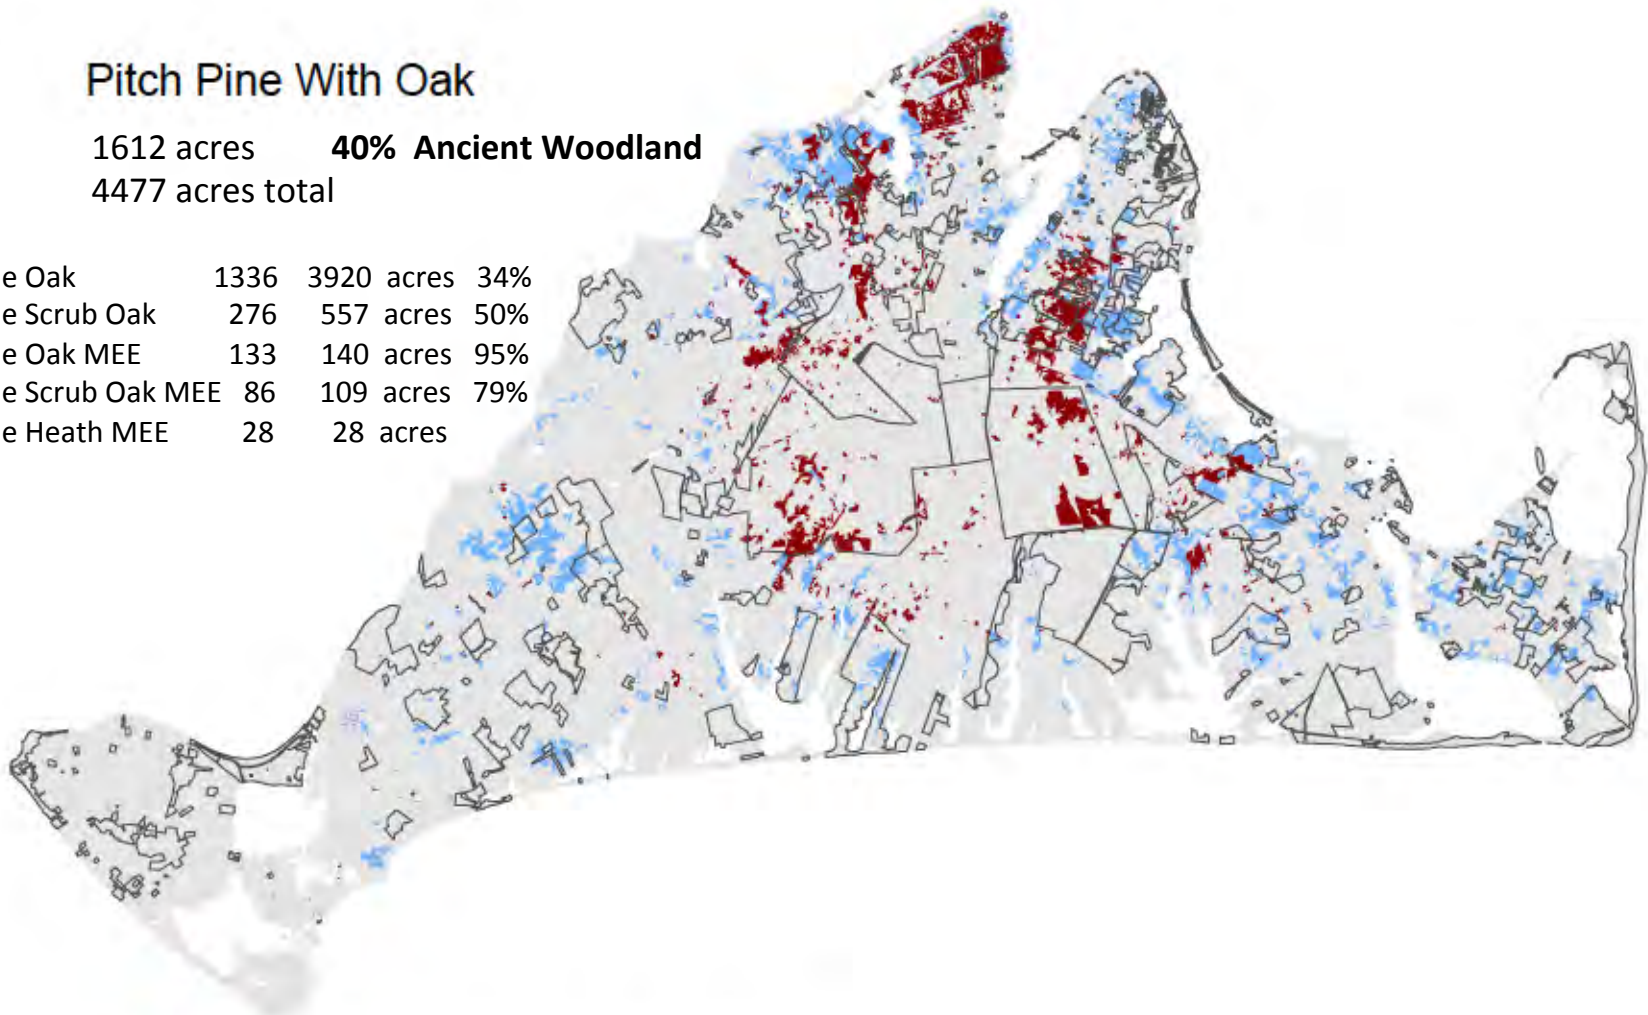 Pitch Pine With Oak
1612 acres 40% Ancient Woodland
4477 acres total
e Oak 1336 3920 acres 34%
e Scrub Oak 276 557 acres 50%
e Oak MEE 133 140 acres 95%
e Scrub Oak MEE 86 109 acres 79%
e Heath MEE 28 28 acres